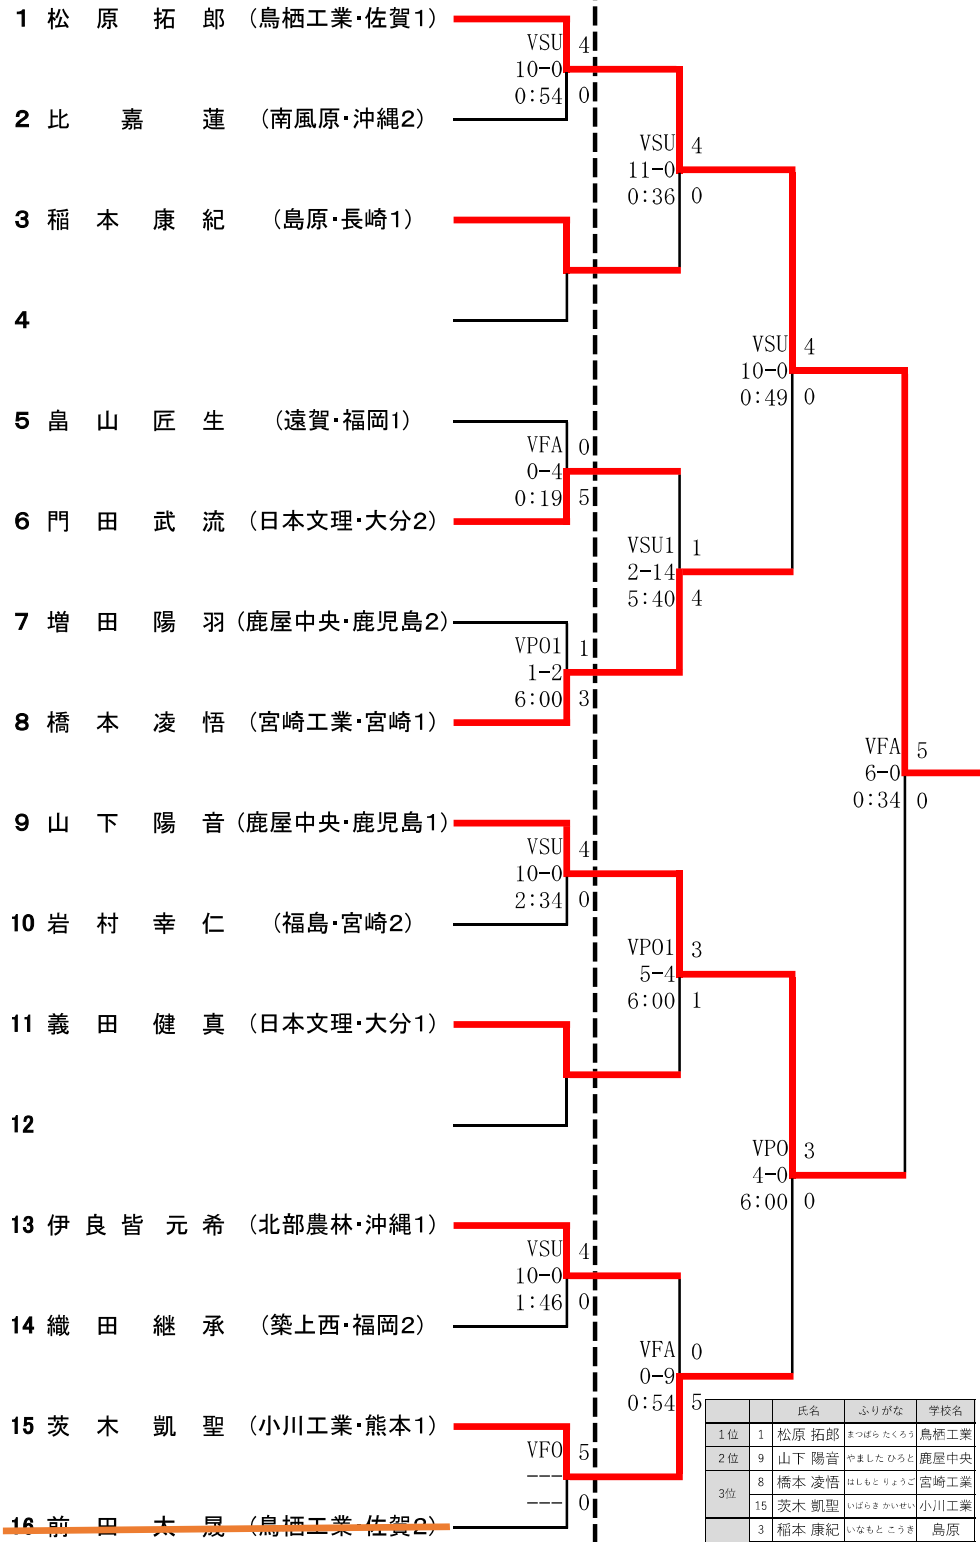 1 松原拓郎 (鳥栖工業・佐賀1)
VSU 4
10-0
0:54 0
2 比嘉蓮 (南風原・沖縄2)
VSU 4
11-0
0:36 0
3 稲本康紀 (島原・長崎1)
4
VSU 4
10-0
0:49 0
5 畠山匠生 (遠賀・福岡1)
VFA 0
0-4
0:19 5
6 門田武流 (日本文理・大分2)
VSU1 1
2-14
5:40 4
7 増田陽羽 (鹿屋中央・鹿児島2)
VPO1 1
1-2
6:00 3
8 橋本凌悟 (宮崎工業・宮崎1)
VFA 5
6-0
0:34 0
9 山下陽音 (鹿屋中央・鹿児島1)
VSU 4
10-0
2:34 0
10 岩村幸仁 (福島・宮崎2)
VPO1 3
5-4
6:00 1
11 義田健真 (日本文理・大分1)
12
VPO 3
4-0
6:00 0
13 伊良皆元希 (北部農林・沖縄1)
VSU 4
10-0
1:46 0
14 織田継承 (築上西・福岡2)
VFA 0
0-9
0:54 5
15 茨木凱聖 (小川工業・熊本1)
VFO 5
---
--- 0
16 前田太晟 (鳥栖工業・佐賀2)
氏名 ふりがな 学校名
1位 1 松原 拓郎 まつばら たくろう 鳥栖工業
2位 9 山下 陽音 やました ひろと 鹿屋中央
3位 8 橋本 凌悟 はしもと りょうご 宮崎工業
15 茨木 凱聖 いばらき かいせい 小川工業
3 稲本 康紀 いなもと こうき 島原